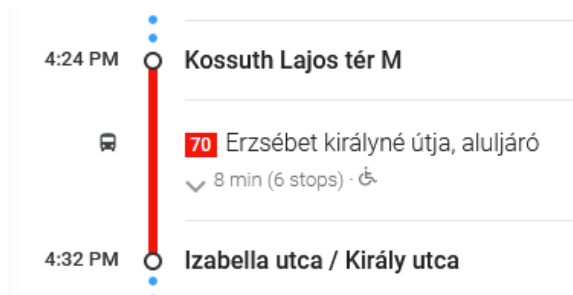 4:24 PM Kossuth Lajos tér M
70 Erzsébet királyné útja, aluljáró
8 min (6 stops) ·
4:32 PM Izabella utca / Király utca